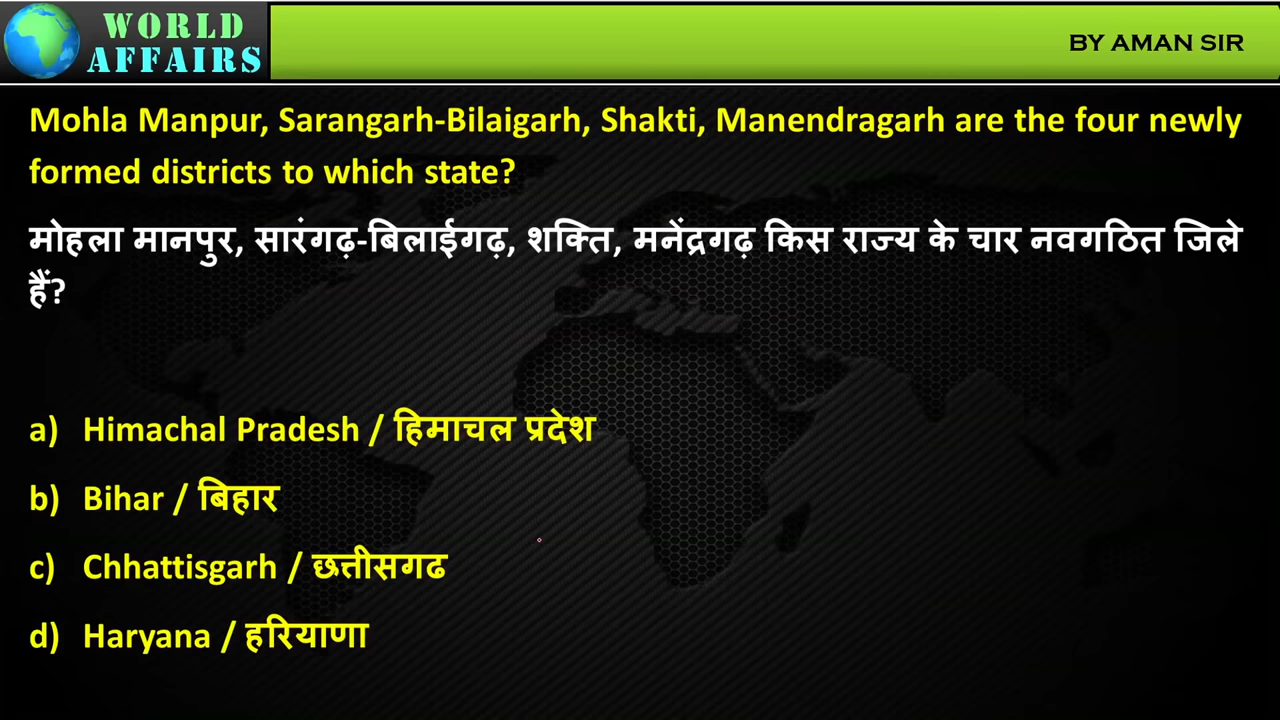 WORLD
AFFAIRS
BY AMAN SIR
Mohla Manpur, Sarangarh-Bilaigarh, Shakti, Manendragarh are the four newly
formed districts to which state?
मोहला मानपुर, सारंगढ़-बिलाईगढ़, शक्ति, मनेंद्रगढ़ किस राज्य के चार नवगठित जिले
हैं?
a) Himachal Pradesh / हिमाचल प्रदेश
b) Bihar / बिहार
c) Chhattisgarh / छत्तीसगढ
d) Haryana / हरियाणा